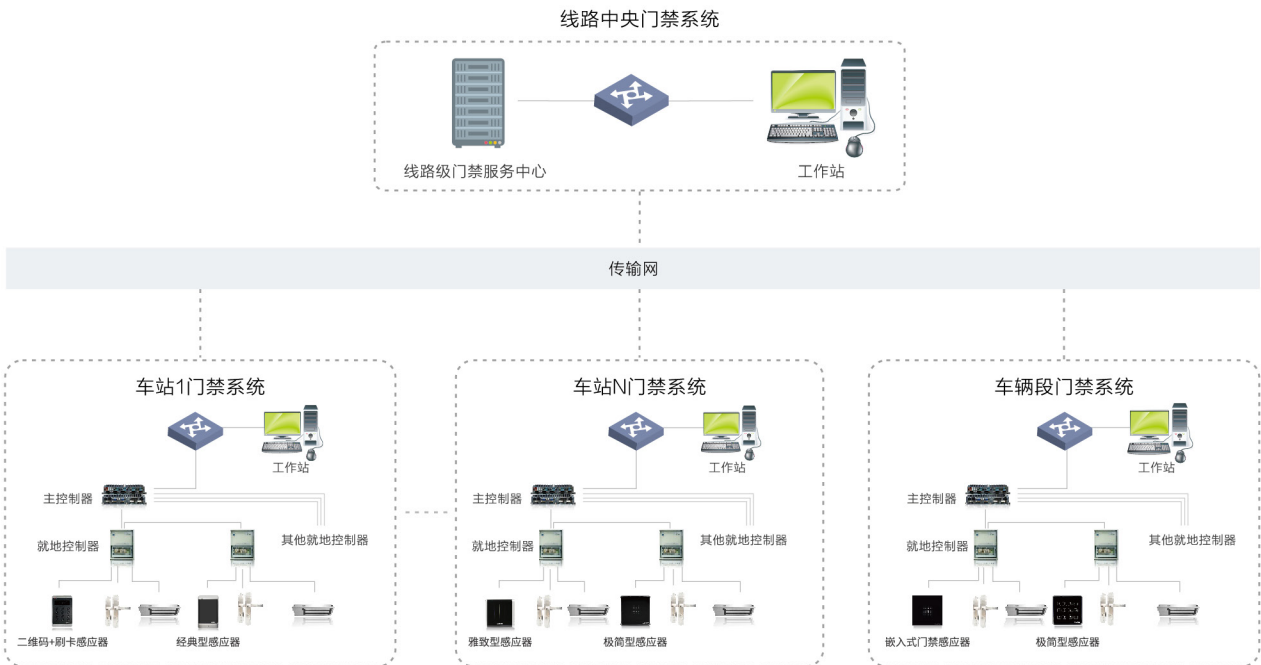 线路中央门禁系统
线路级门禁服务中心
工作站
传输网
车站1门禁系统
工作站
主控制器
就地控制器
其他就地控制器
二维码+刷卡感应器
经典型感应器
车站N门禁系统
工作站
主控制器
就地控制器
其他就地控制器
雅致型感应器
极简型感应器
车辆段门禁系统
工作站
主控制器
就地控制器
其他就地控制器
嵌入式门禁感应器
极简型感应器